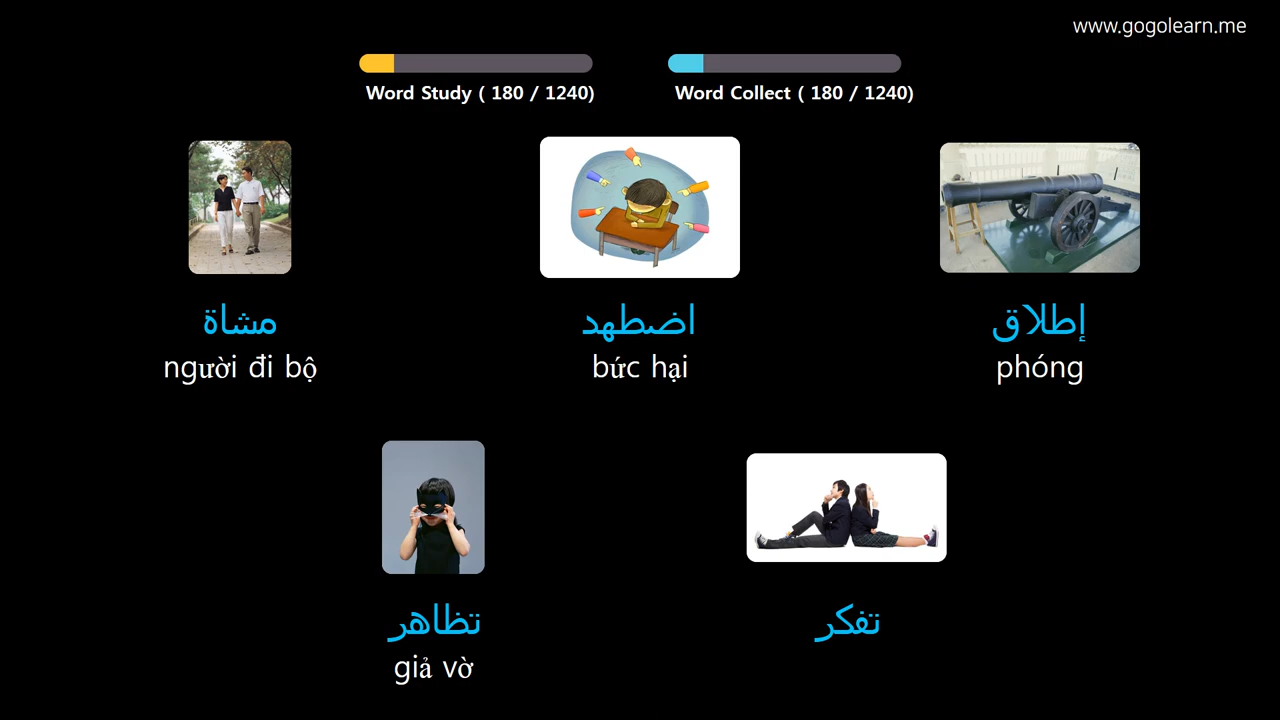 www.gogolearn.me
Word Study ( 180 / 1240)
Word Collect ( 180 / 1240)
مشاة
người đi bộ
اضطهد
bức hại
إطلاق
phóng
تظاهر
giả vờ
تفكر